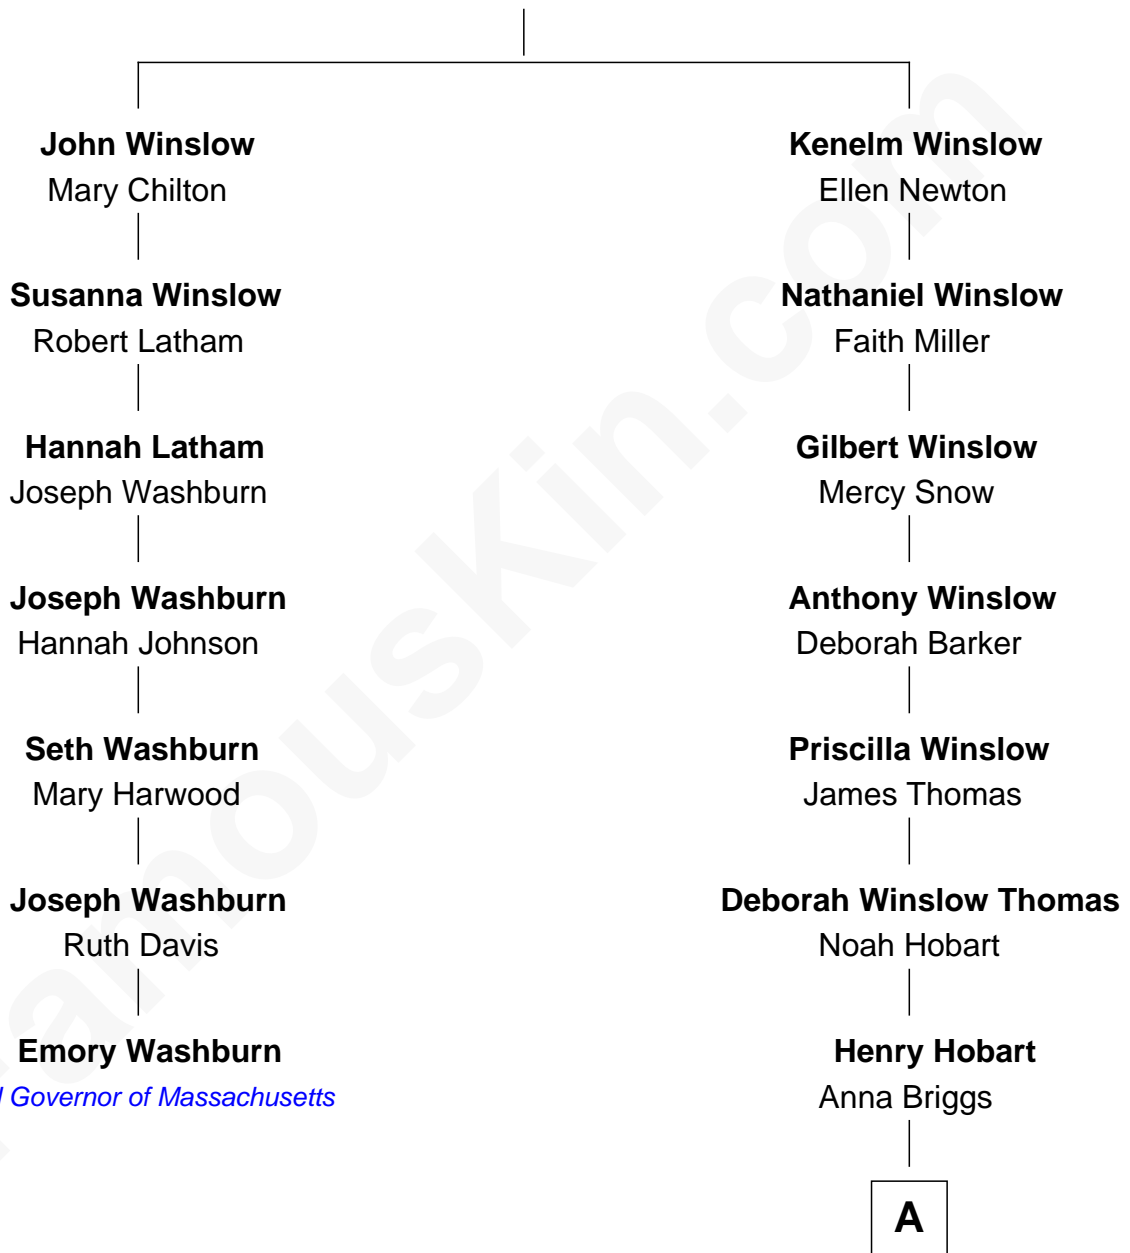 John Winslow
Mary Chilton
Susanna Winslow
Robert Latham
Hannah Latham
Joseph Washburn
Joseph Washburn
Hannah Johnson
Seth Washburn
Mary Harwood
Joseph Washburn
Ruth Davis
Emory Washburn
Governor of Massachusetts
Kenelm Winslow
Ellen Newton
Nathaniel Winslow
Faith Miller
Gilbert Winslow
Mercy Snow
Anthony Winslow
Deborah Barker
Priscilla Winslow
James Thomas
Deborah Winslow Thomas
Noah Hobart
Henry Hobart
Anna Briggs
A
FamousKin.com